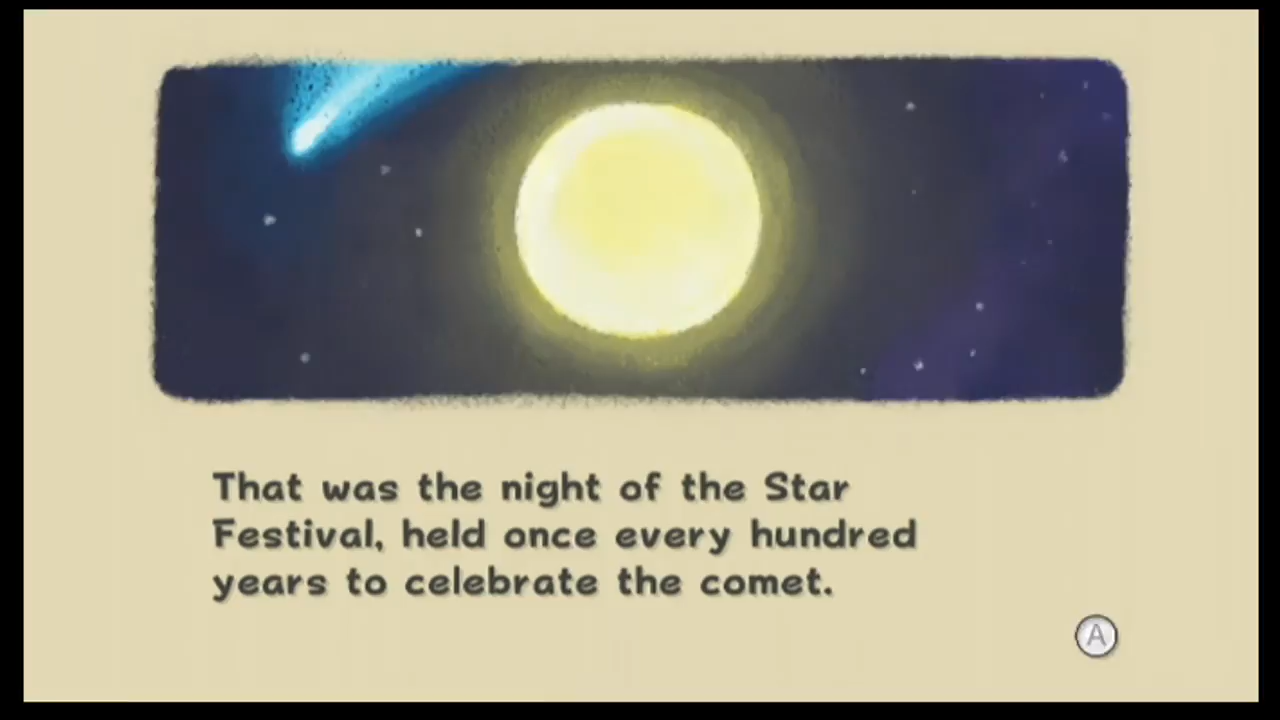 That was the night of the Star
Festival, held once every hundred
years to celebrate the comet.
A